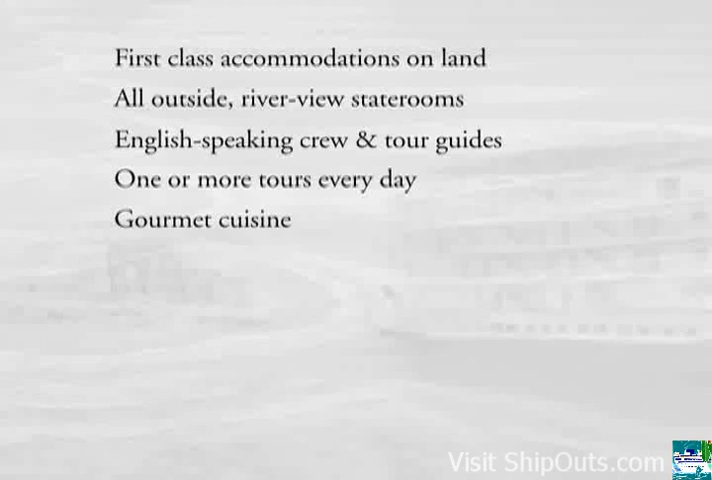 First class accommodations on land
All outside, river-view staterooms
English-speaking crew & tour guides
One or more tours every day
Gourmet cuisine
Visit ShipOuts.com